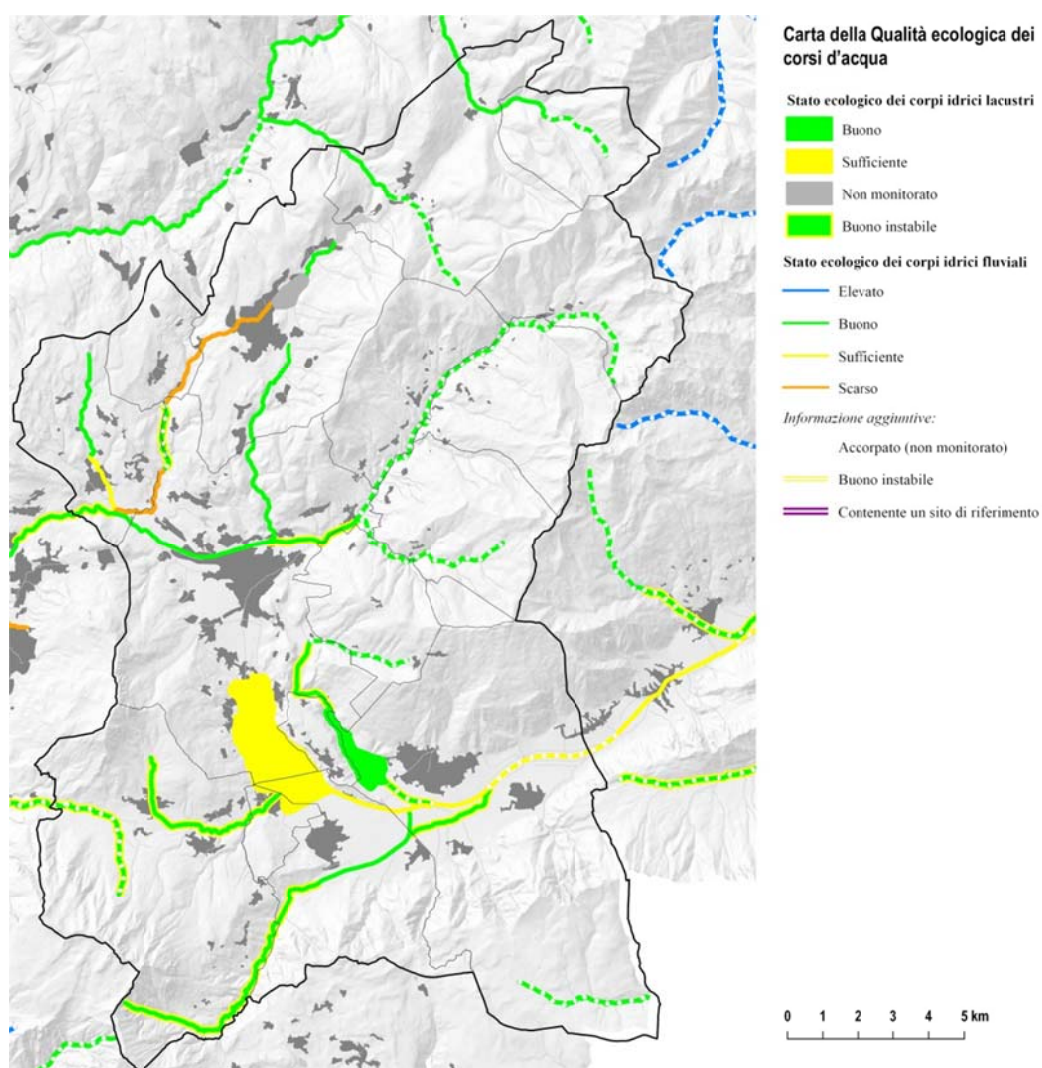 Carta della Qualità ecologica dei
corsi d'acqua
Stato ecologico dei corpi idrici lacustri
Buono
Sufficiente
Non monitorato
Buono instabile
Stato ecologico dei corpi idrici fluviali
Elevato
Buono
Sufficiente
Scarso
Informazione aggiuntive:
Accorpato (non monitorato)
Buono instabile
Contenente un sito di riferimento
0 1 2 3 4 5 km